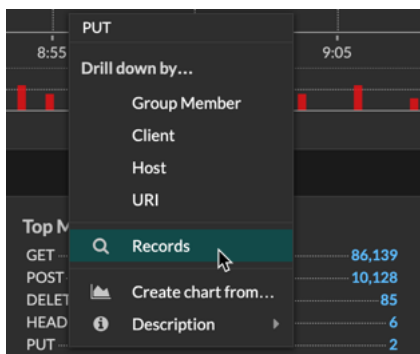 PUT
8:55
9:05
Drill down by...
Group Member
Client
Host
URI
Records
Create chart from...
Description
Top M
GET 86,139
POST 10,128
DELET 85
HEAD 6
PUT 2